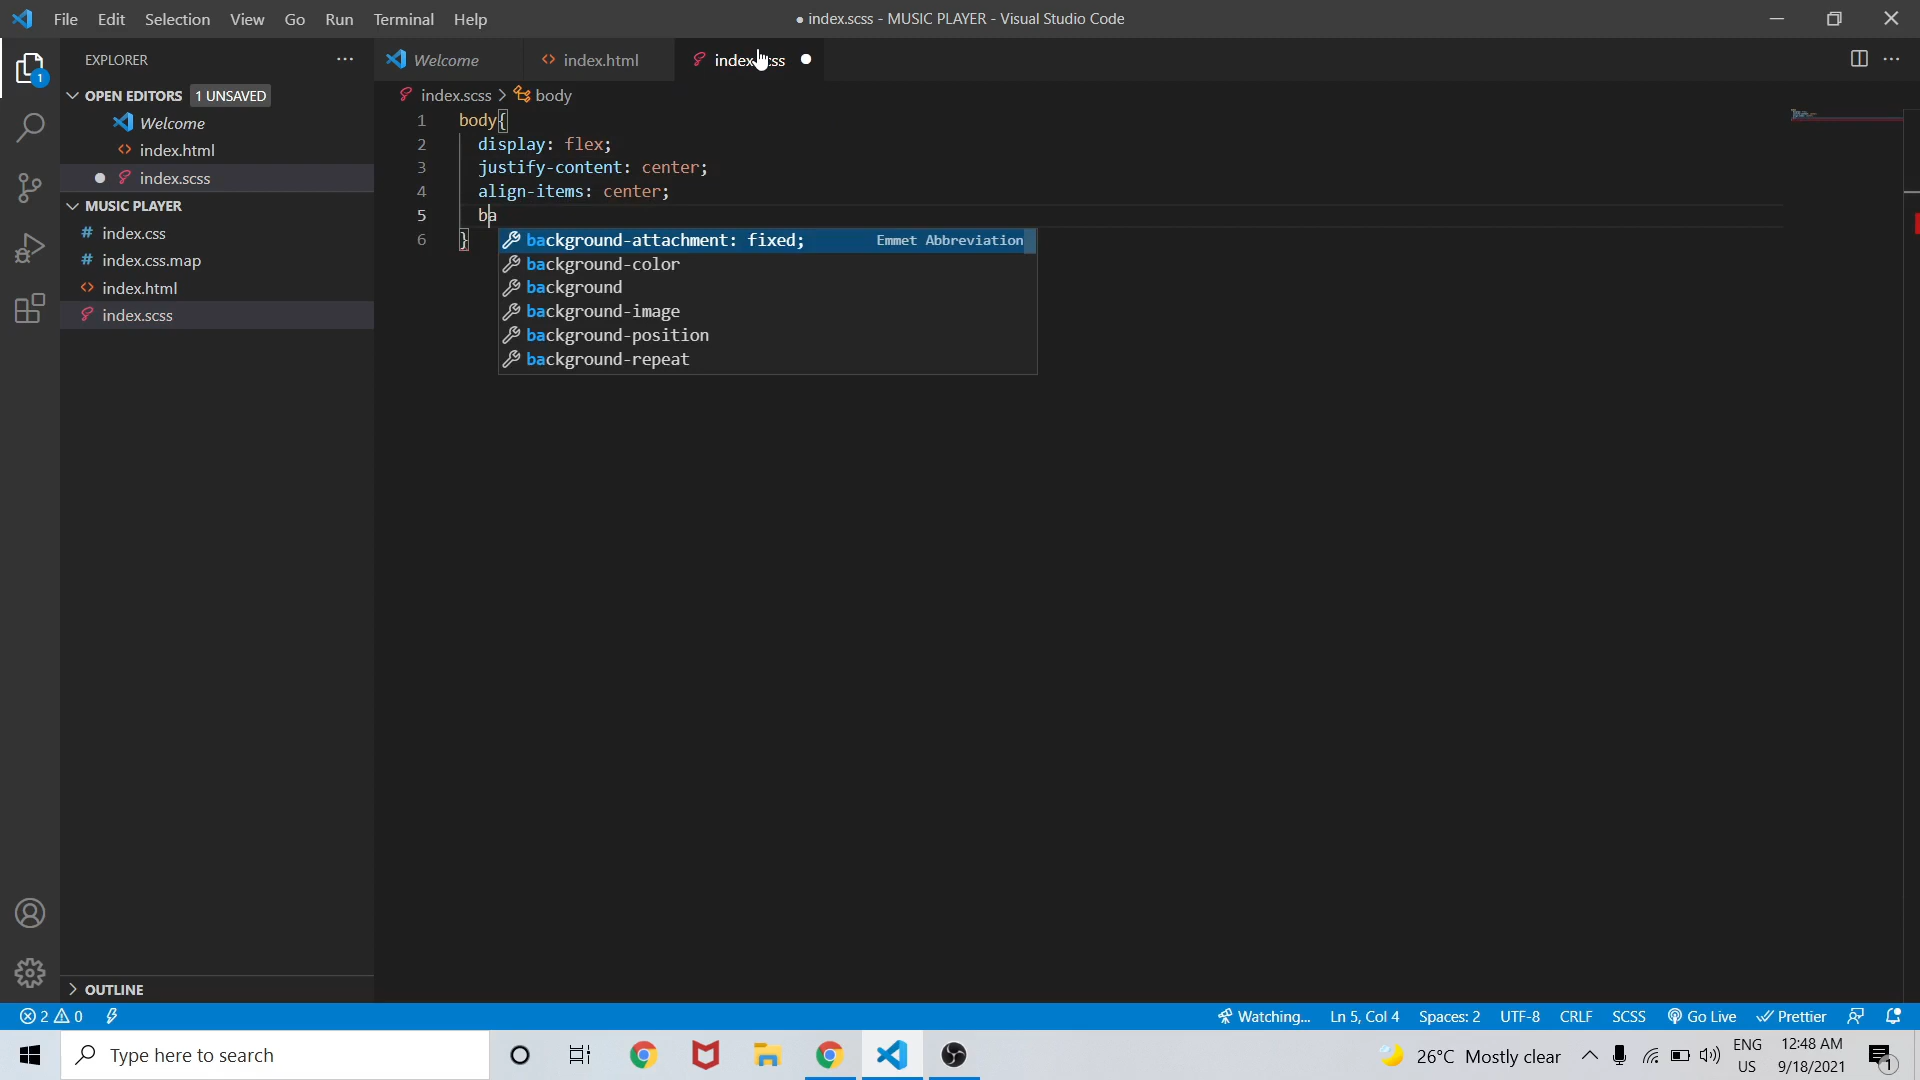 File Edit Selection View Go Run Terminal Help
● index.scss - MUSIC PLAYER - Visual Studio Code
EXPLORER
Welcome
index.html
index.scss
OPEN EDITORS 1 UNSAVED
Welcome
index.html
index.scss
MUSIC PLAYER
index.css
index.css.map
index.html
index.scss
OUTLINE
index.scss > body
1 body{
2 display: flex;
3 justify-content: center;
4 align-items: center;
5 ba
6 }
background-attachment: fixed; Emmet Abbreviation
background-color
background
background-image
background-position
background-repeat
1
2 0
Watching... Ln 5, Col 4 Spaces: 2 UTF-8 CRLF SCSS Go Live Prettier
Type here to search
26°C Mostly clear
ENG
US
12:48 AM
9/18/2021
1